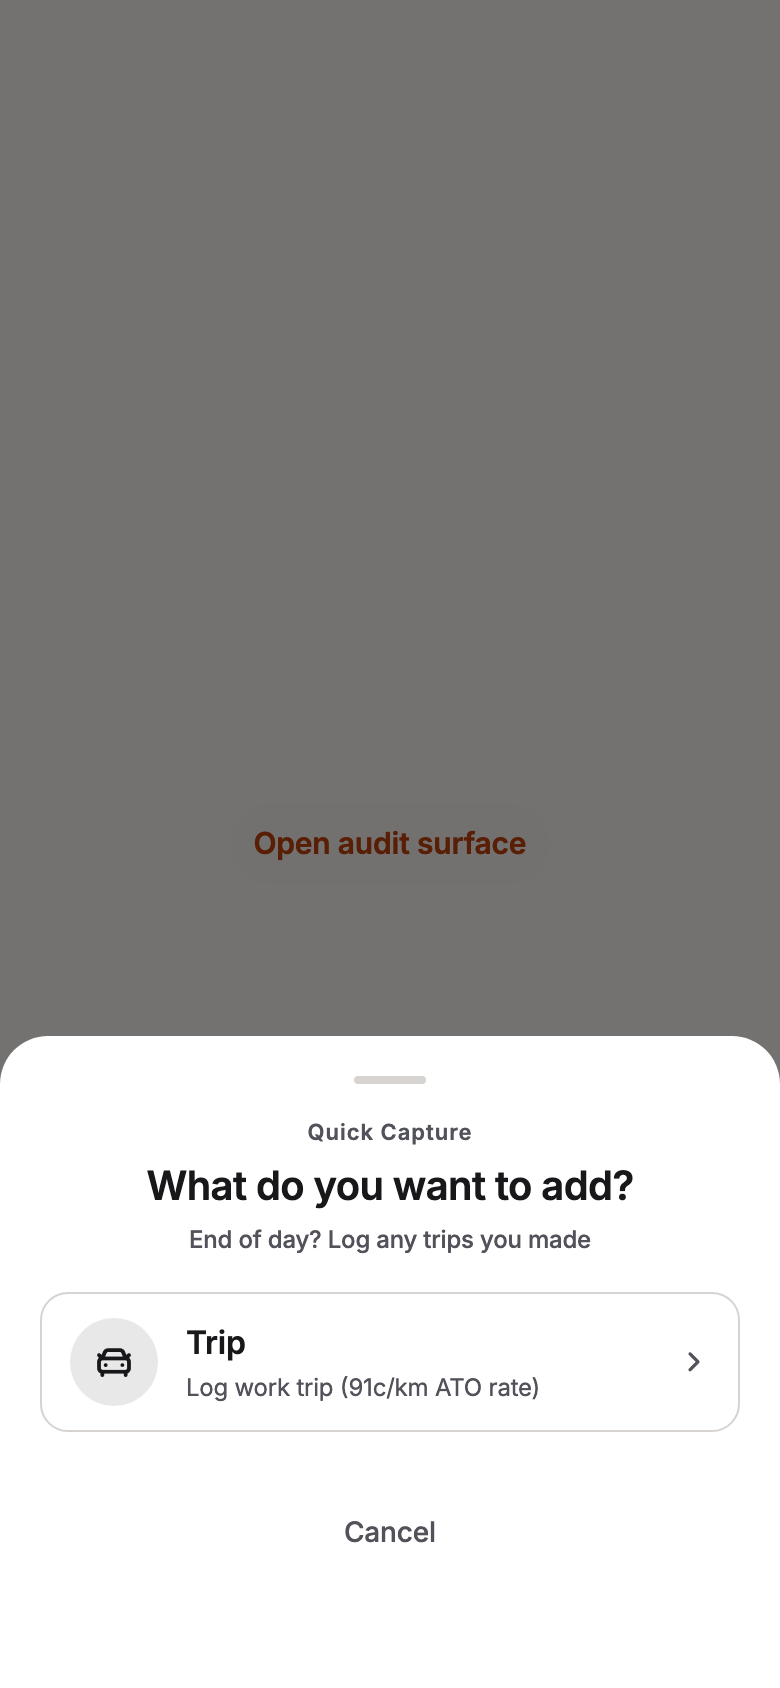 Open audit surface
Quick Capture
What do you want to add?
End of day? Log any trips you made
Trip
Log work trip (91c/km ATO rate)
Cancel